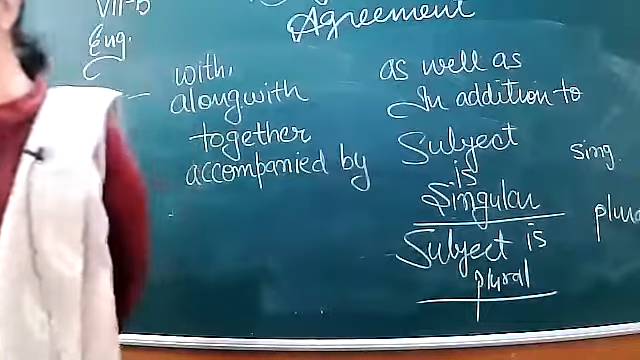 VII-B
Eng.
Agreement
with,
alongwith
together
accompanied by
as well as
In addition to
Subject
is
Singular
Subject is
plural
sing.